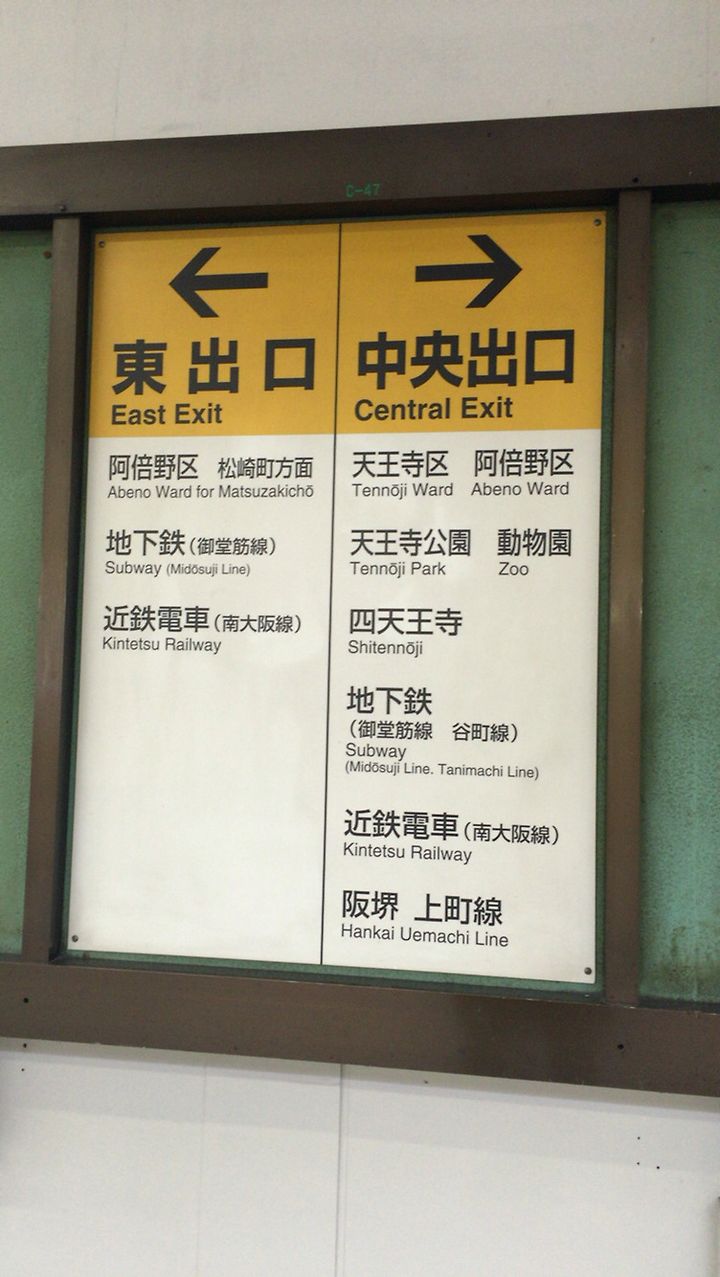 C-47
←
東出口
East Exit
阿倍野区 松崎町方面
Abeno Ward for Matsuzakichō
地下鉄(御堂筋線)
Subway (Midōsuji Line)
近鉄電車(南大阪線)
Kintetsu Railway
→
中央出口
Central Exit
天王寺区 阿倍野区
Tennōji Ward Abeno Ward
天王寺公園 動物園
Tennōji Park Zoo
四天王寺
Shitennōji
地下鉄
(御堂筋線 谷町線)
Subway
(Midōsuji Line. Tanimachi Line)
近鉄電車(南大阪線)
Kintetsu Railway
阪堺 上町線
Hankai Uemachi Line